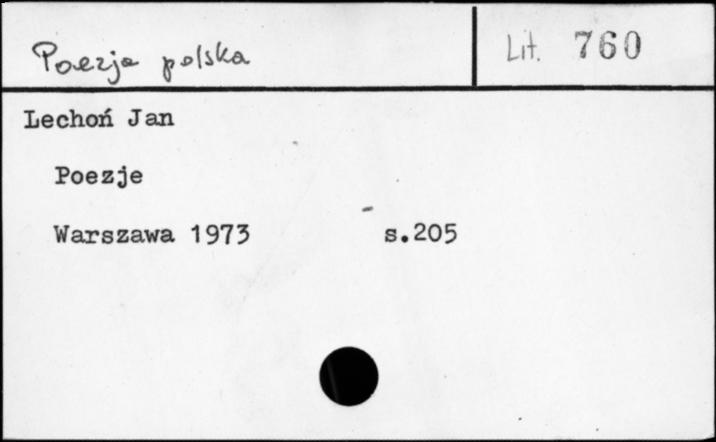 Poezja polska
Lit. 760
Lechoń Jan
Poezje
Warszawa 1973 s.205